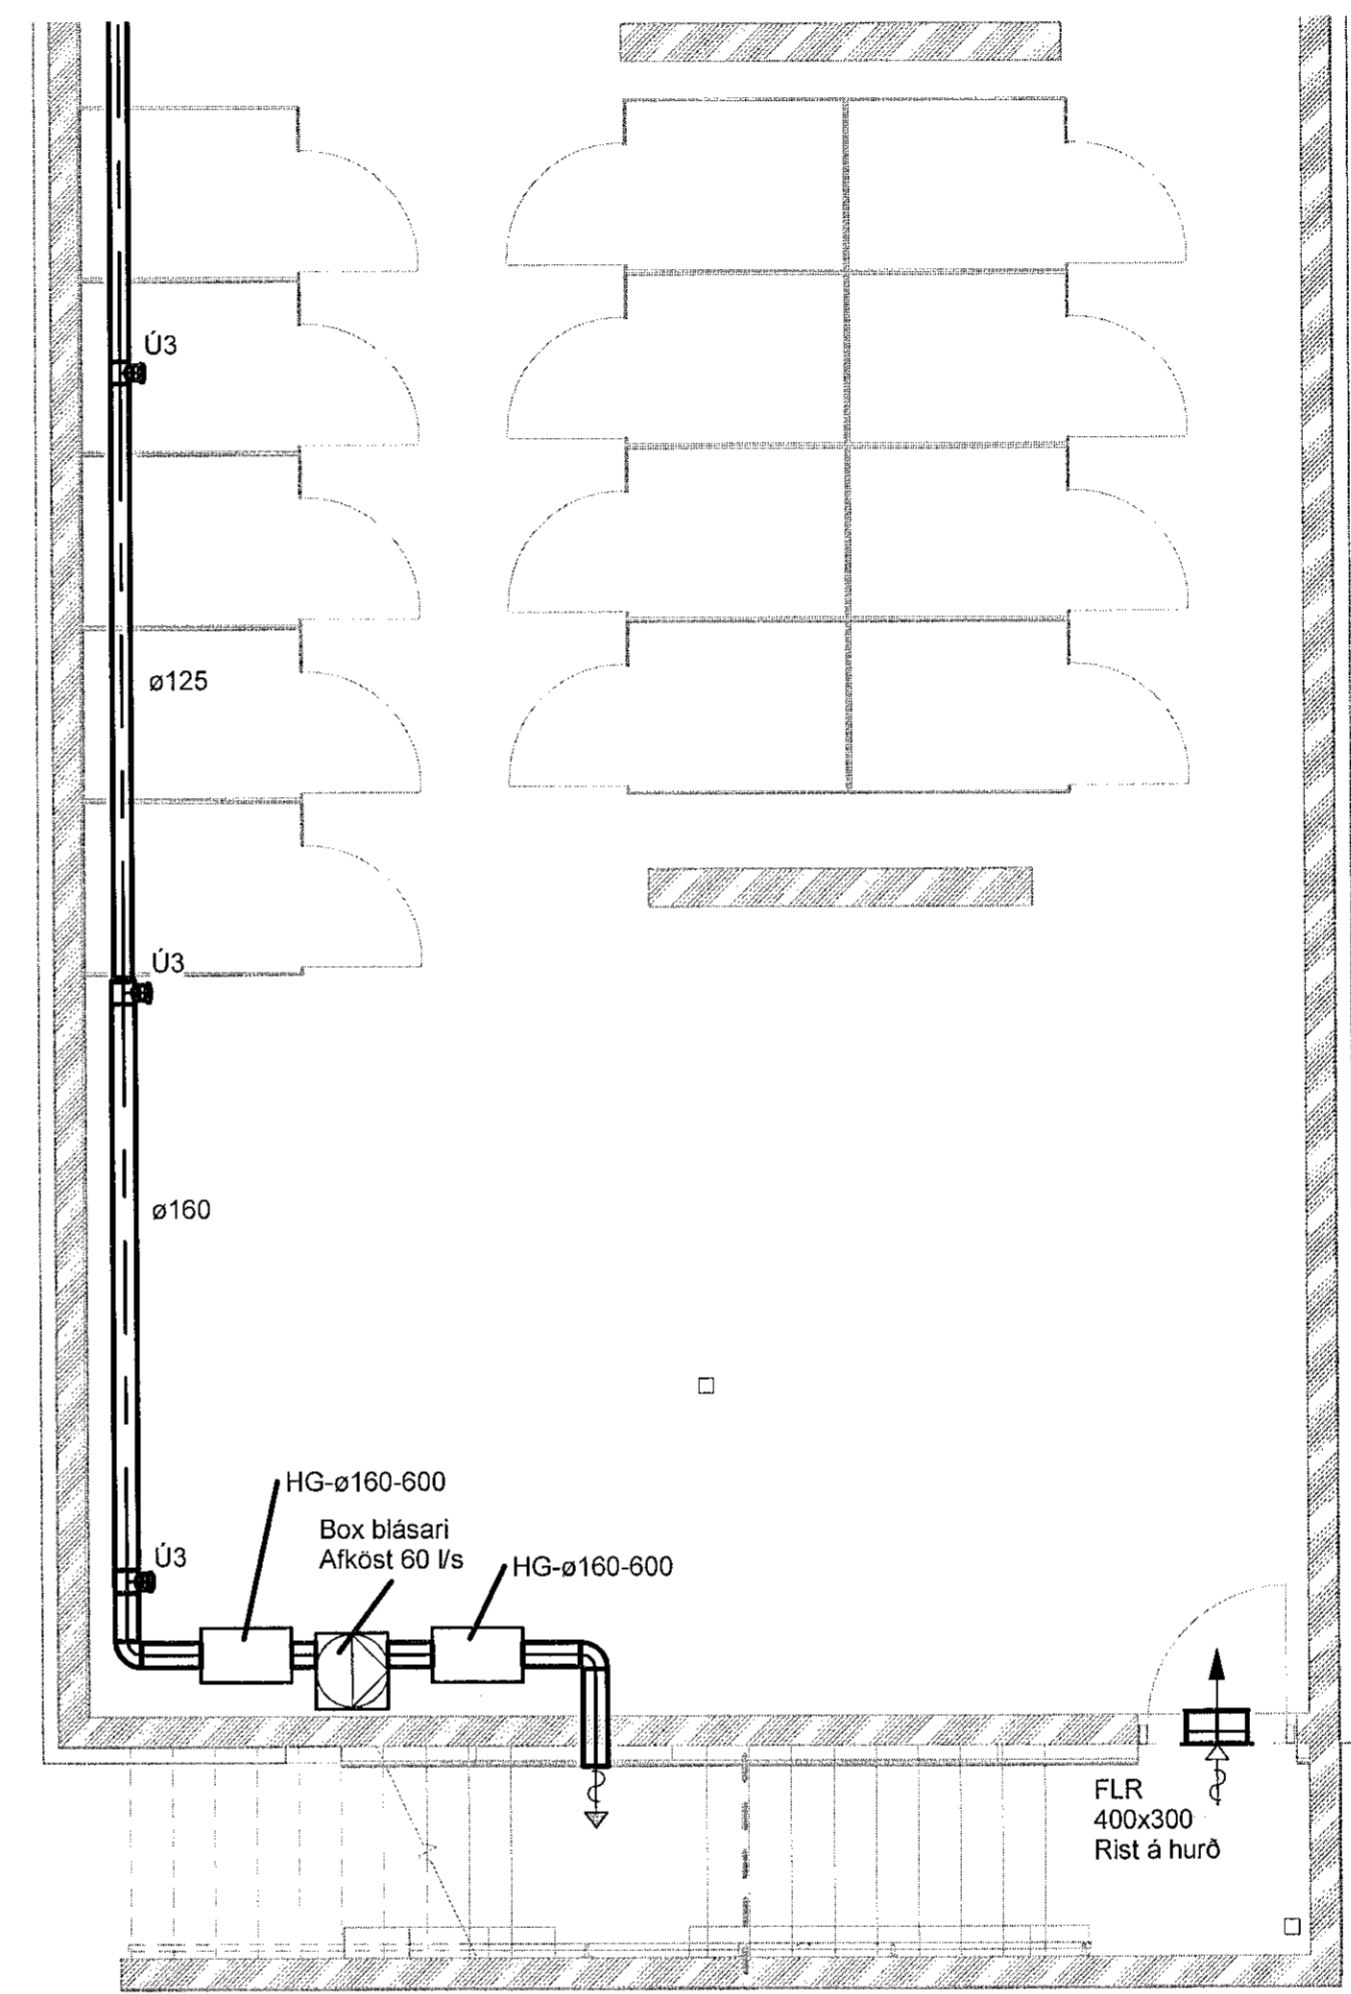 Ú3
ø125
Ú3
ø160
HG-ø160-600
Box blásari
Afköst 60 l/s
HG-ø160-600
Ú3
FLR
400x300
Rist á hurð